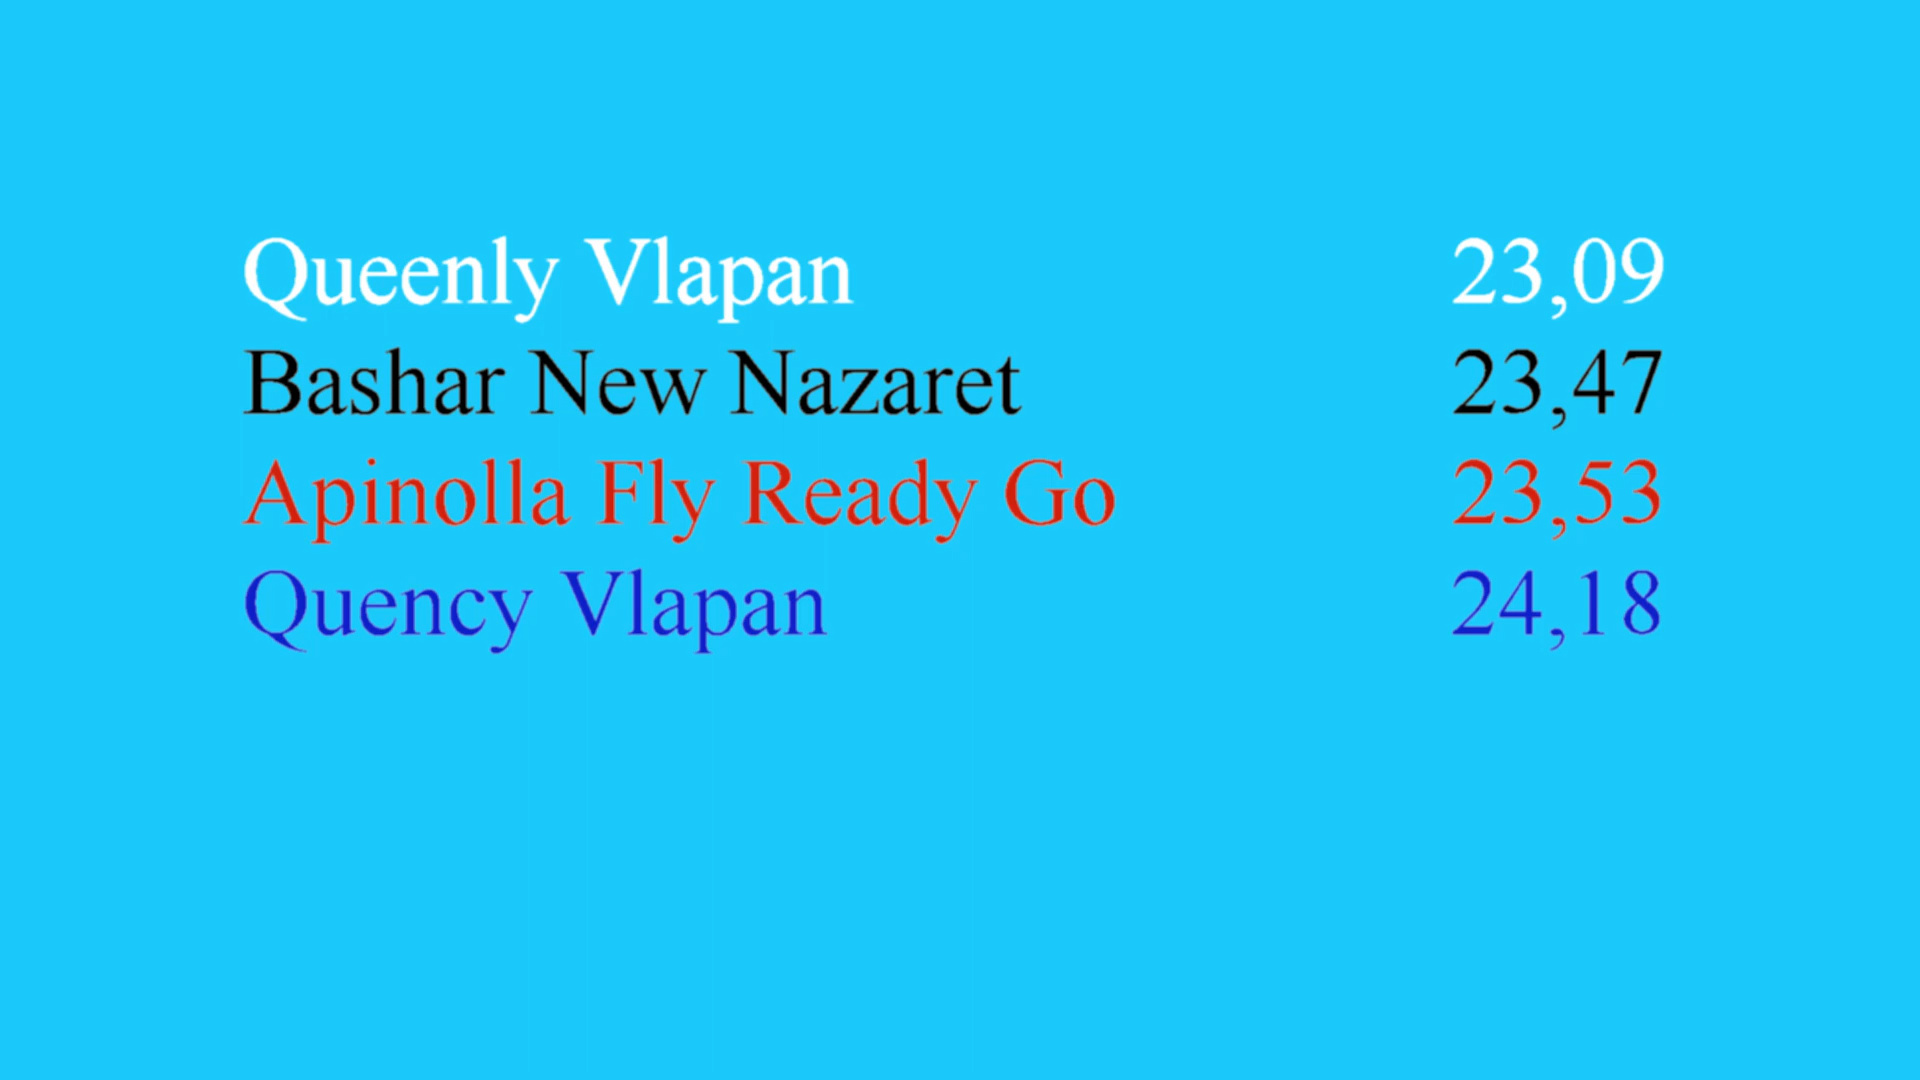 Queenly Vlapan 23,09
Bashar New Nazaret 23,47
Apinolla Fly Ready Go 23,53
Quency Vlapan 24,18